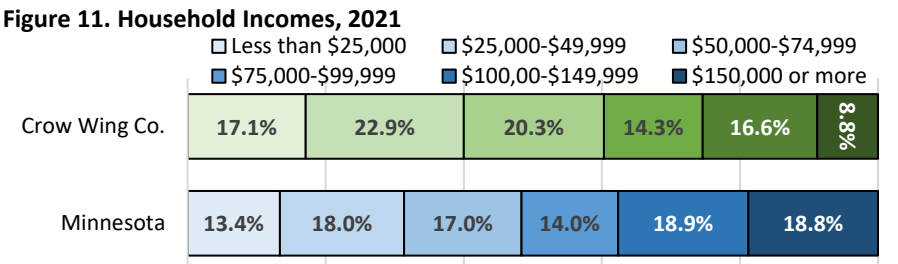 Figure 11. Household Incomes, 2021
Less than $25,000 $25,000-$49,999 $50,000-$74,999
$75,000-$99,999 $100,00-$149,999 $150,000 or more
Crow Wing Co. 17.1% 22.9% 20.3% 14.3% 16.6% 8.8%
Minnesota 13.4% 18.0% 17.0% 14.0% 18.9% 18.8%